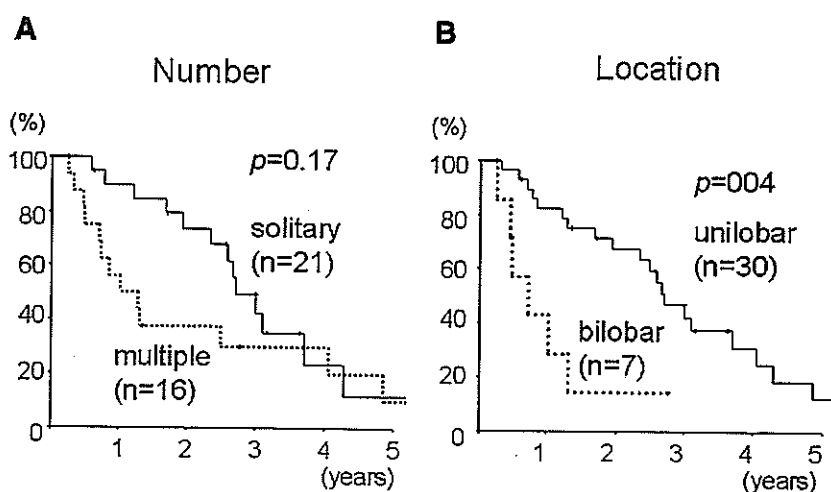 A
Number
(%)
100
80
60
40
20
0
p=0.17
solitary
(n=21)
multiple
(n=16)
1 2 3 4 5
(years)
B
Location
(%)
100
80
60
40
20
0
p=004
unilobar
(n=30)
bilobar
(n=7)
1 2 3 4 5
(years)